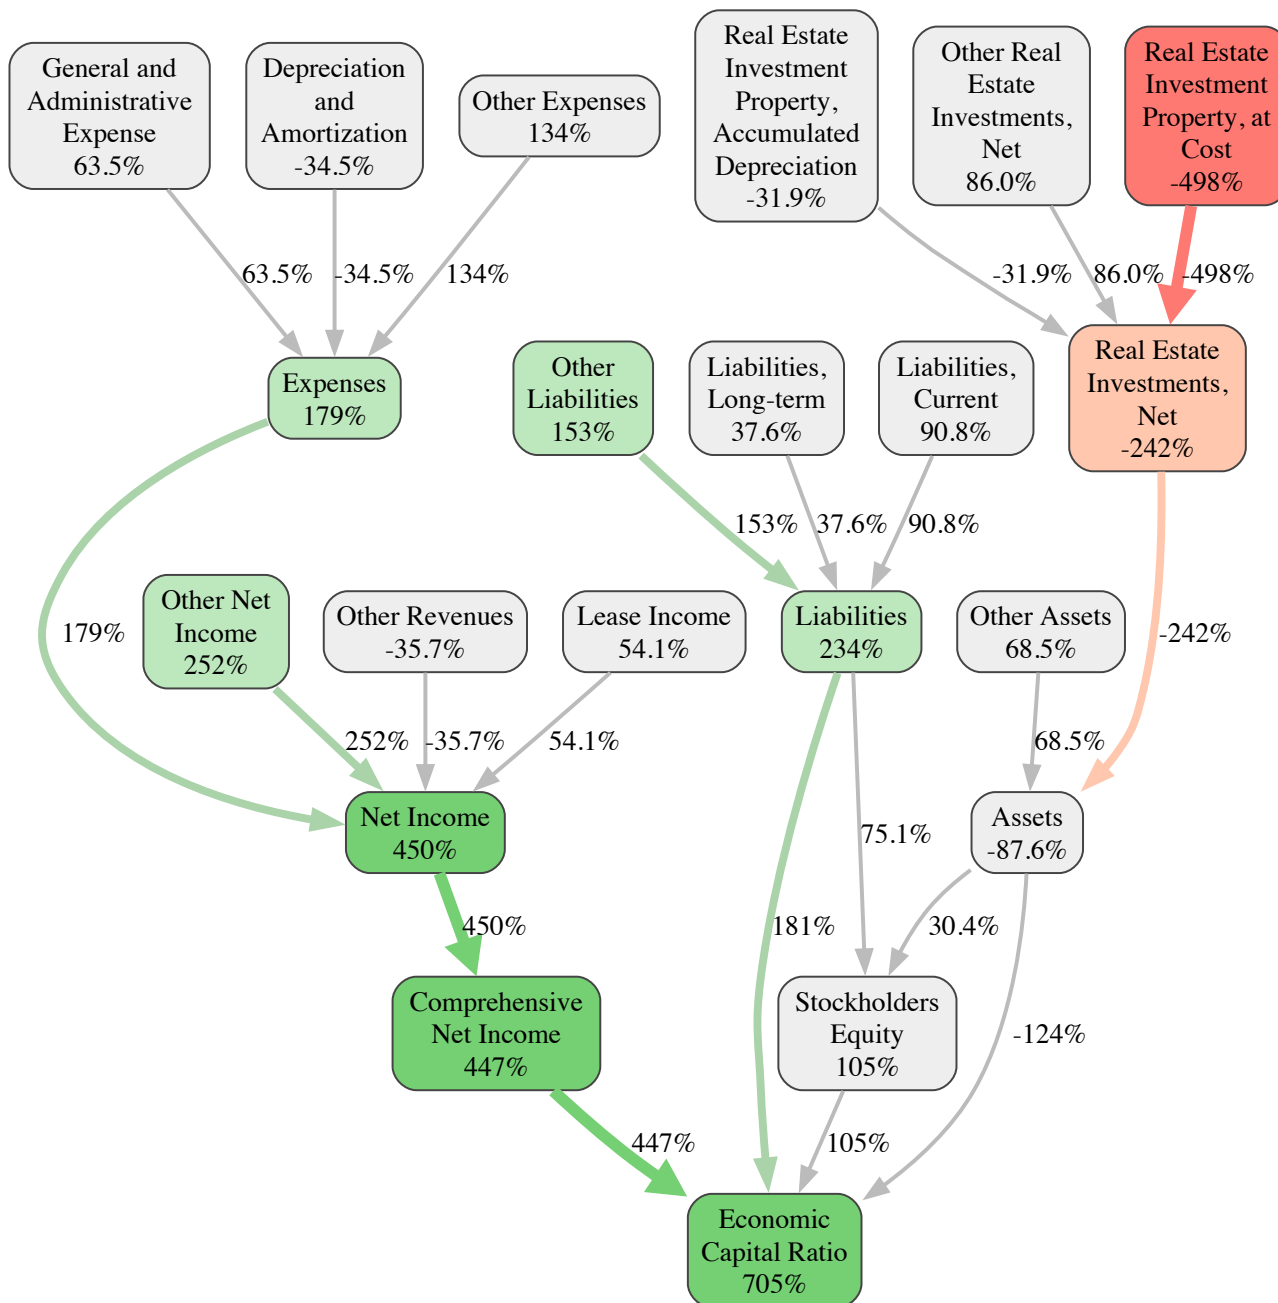 General and
Administrative
Expense
63.5%
Depreciation
and
Amortization
-34.5%
Other Expenses
134%
Real Estate
Investment
Property,
Accumulated
Depreciation
-31.9%
Other Real
Estate
Investments,
Net
86.0%
Real Estate
Investment
Property, at
Cost
-498%
63.5%
-34.5%
134%
-31.9%
86.0%
-498%
Expenses
179%
Other
Liabilities
153%
Liabilities,
Long-term
37.6%
Liabilities,
Current
90.8%
Real Estate
Investments,
Net
-242%
153%
37.6%
90.8%
179%
Other Net
Income
252%
Other Revenues
-35.7%
Lease Income
54.1%
Liabilities
234%
Other Assets
68.5%
-242%
252%
-35.7%
54.1%
68.5%
Net Income
450%
75.1%
Assets
-87.6%
450%
181%
30.4%
Comprehensive
Net Income
447%
Stockholders
Equity
105%
-124%
447%
105%
Economic
Capital Ratio
705%